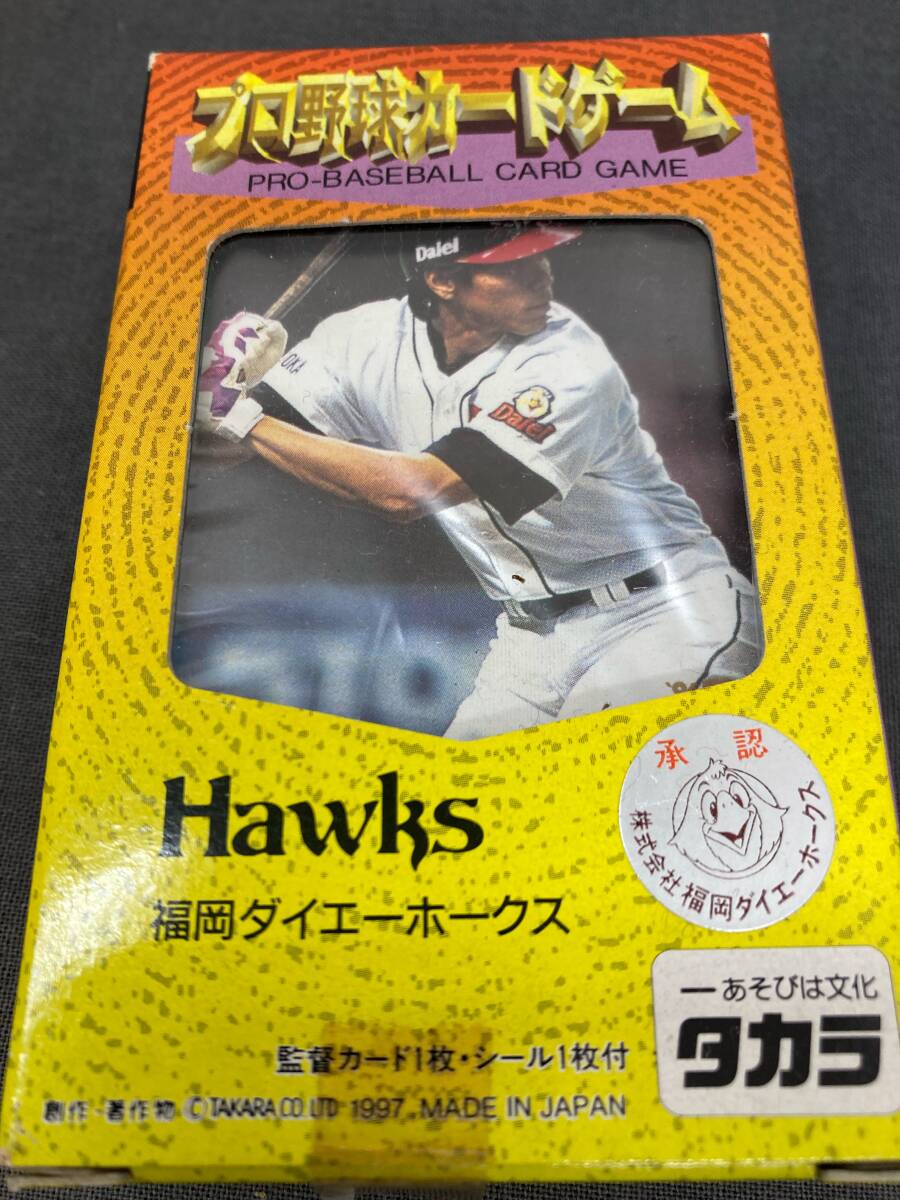 プロ野球カードゲーム
PRO-BASEBALL CARD GAME
Daiei
OKA
Daiei
Hawks
福岡ダイエーホークス
承認
株式会社福岡ダイエーホークス
―あそびは文化
タカラ
監督カード1枚・シール1枚付
創作・著作物 ©TAKARA CO.,LTD 1997 MADE IN JAPAN